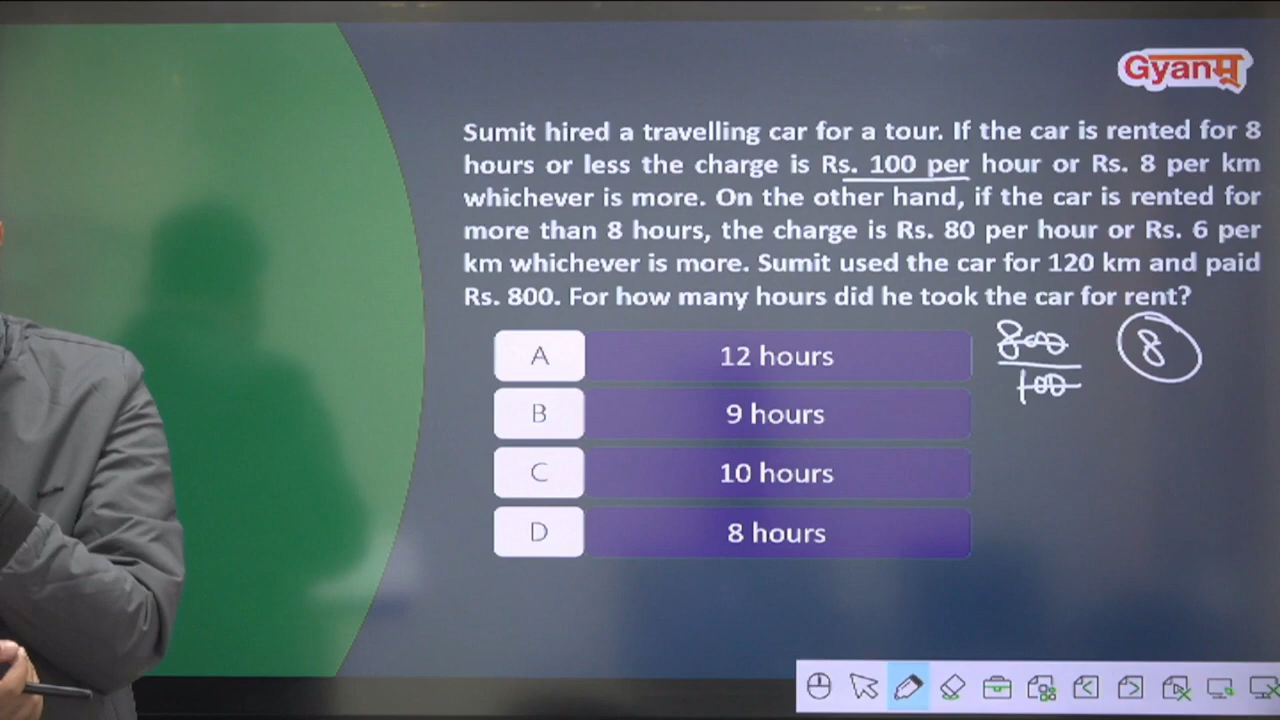 Gyanम्
Sumit hired a travelling car for a tour. If the car is rented for 8
hours or less the charge is Rs. 100 per hour or Rs. 8 per km
whichever is more. On the other hand, if the car is rented for
more than 8 hours, the charge is Rs. 80 per hour or Rs. 6 per
km whichever is more. Sumit used the car for 120 km and paid
Rs. 800. For how many hours did he took the car for rent?
A 12 hours
B 9 hours
C 10 hours
D 8 hours
800
100
8